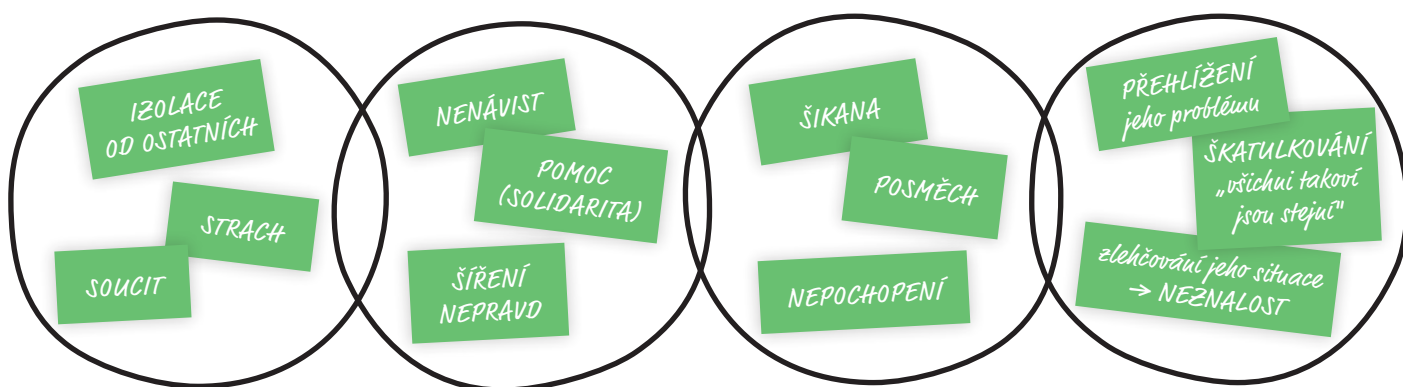 IZOLACE
OD OSTATNÍCH
STRACH
SOUCIT
NENÁVIST
POMOC
(SOLIDARITA)
ŠÍŘENÍ
NEPRAVD
ŠIKANA
POSMĚCH
NEPOCHOPENÍ
PŘEHLÍŽENÍ
jeho problému
ŠKATULKOVÁNÍ
„všichni takoví
jsou stejní"
zlehčování jeho situace
→ NEZNALOST